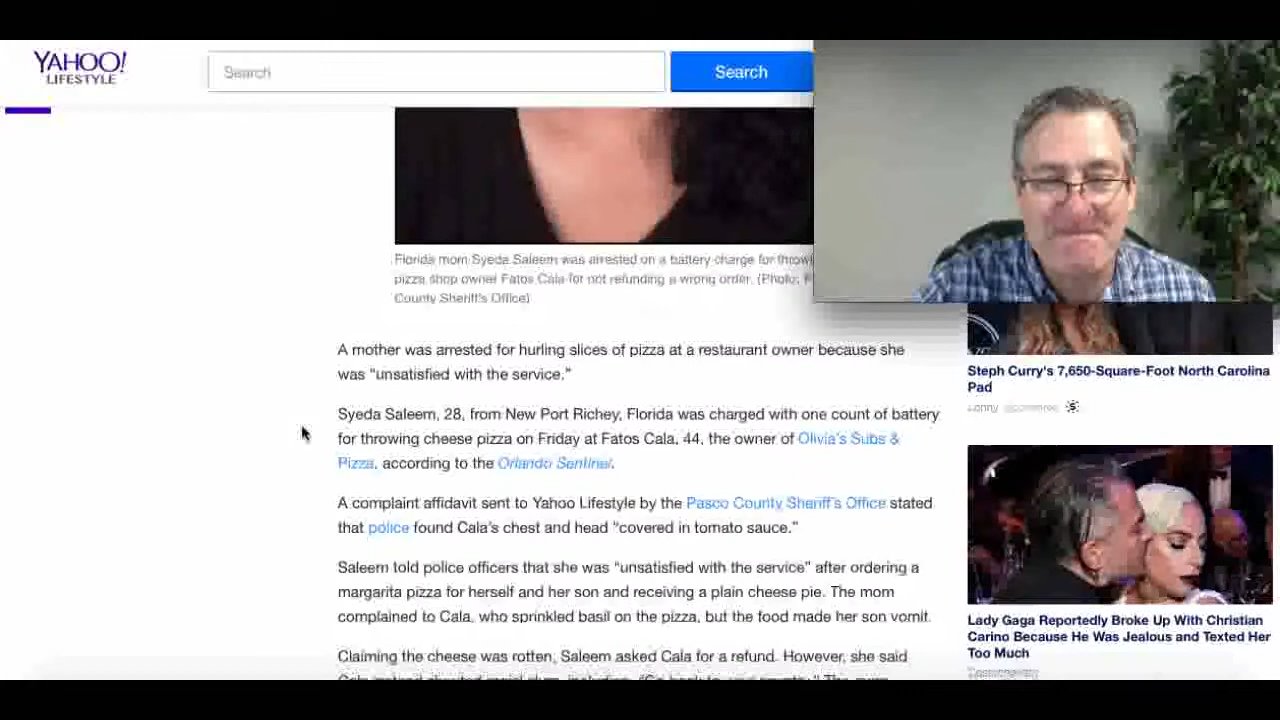 YAHOO!
LIFESTYLE
Search
Search
Florida mom Syeda Saleem was arrested on a battery charge for
pizza shop owner Fatos Cala for not refunding a wrong order. (Photo:
County Sheriff's Office)
A mother was arrested for hurling slices of pizza at a restaurant owner because she
was “unsatisfied with the service.”
Syeda Saleem, 28, from New Port Richey, Florida was charged with one count of battery
for throwing cheese pizza on Friday at Fatos Cala, 44, the owner of Olivia's Subs &
Pizza, according to the Orlando Sentinel.
A complaint affidavit sent to Yahoo Lifestyle by the Pasco County Sheriff's Office stated
that police found Cala's chest and head “covered in tomato sauce.”
Saleem told police officers that she was “unsatisfied with the service” after ordering a
margarita pizza for herself and her son and receiving a plain cheese pie. The mom
complained to Cala, who sprinkled basil on the pizza, but the food made her son vomit.
Claiming the cheese was rotten, Saleem asked Cala for a refund. However, she said
Steph Curry's 7,650-Square-Foot North Carolina
Pad
Lonny
Lady Gaga Reportedly Broke Up With Christian
Carino Because He Was Jealous and Texted Her
Too Much